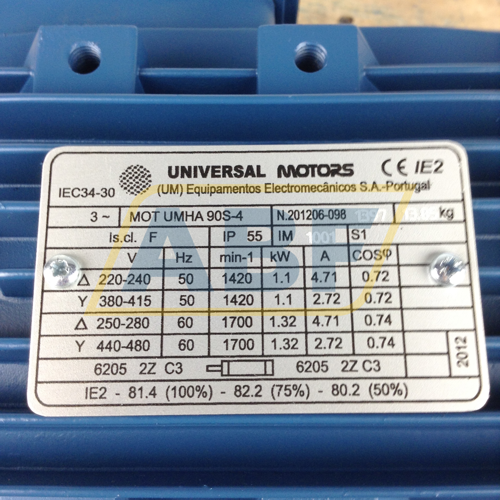 UNIVERSAL MOTORS CE IE2
IEC34-30 (UM) Equipamentos Electromecânicos S.A.-Portugal
3 ~ MOT UMHA 90S-4 N.201206-098 kg
Is.cl. F IP 55 IM 1001 S1
V Hz min-1 kW A COSφ
Δ 220-240 50 1420 1.1 4.71 0.72
Y 380-415 50 1420 1.1 2.72 0.72
Δ 250-280 60 1700 1.32 4.71 0.74
Y 440-480 60 1700 1.32 2.72 0.74
6205 2Z C3 6205 2Z C3
2012
IE2 - 81.4 (100%) - 82.2 (75%) - 80.2 (50%)
ABF